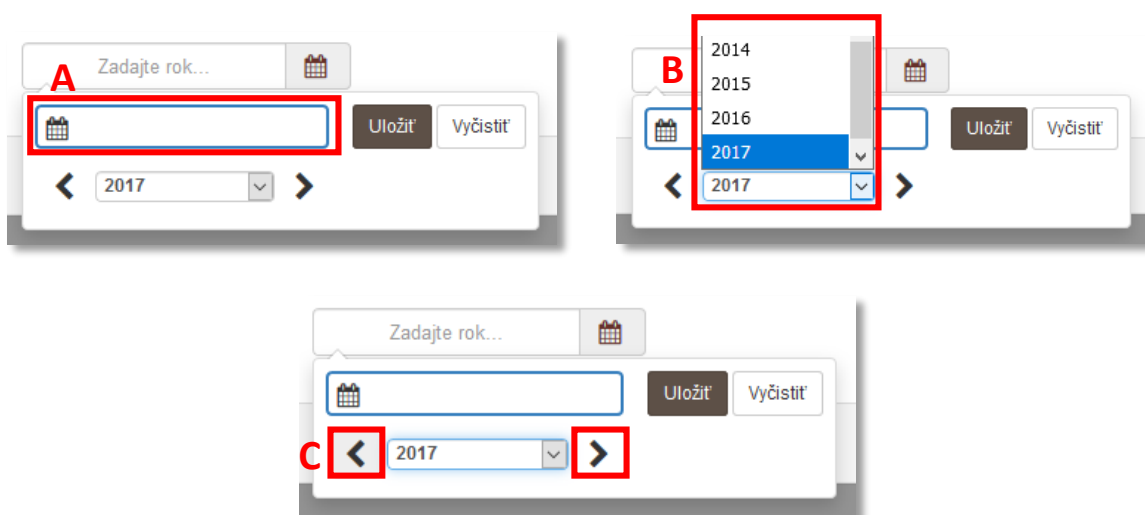 Zadajte rok...
A
Uložiť
Vyčistiť
2017
2014
B
2015
2016
Uložiť
Vyčistiť
2017
2017
Zadajte rok...
Uložiť
Vyčistiť
C
2017